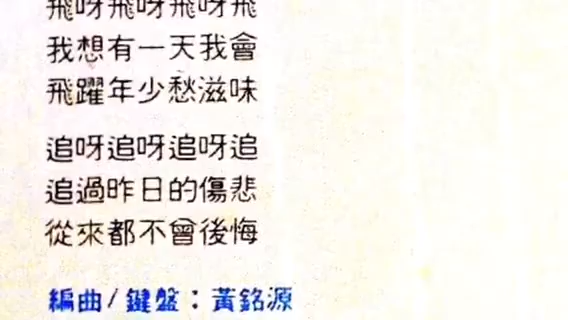 飛呀飛呀飛呀飛
我想有一天我會
飛躍年少愁滋味
追呀追呀追呀追
追過昨日的傷悲
從來都不曾後悔
編曲/鍵盤：黃銘源